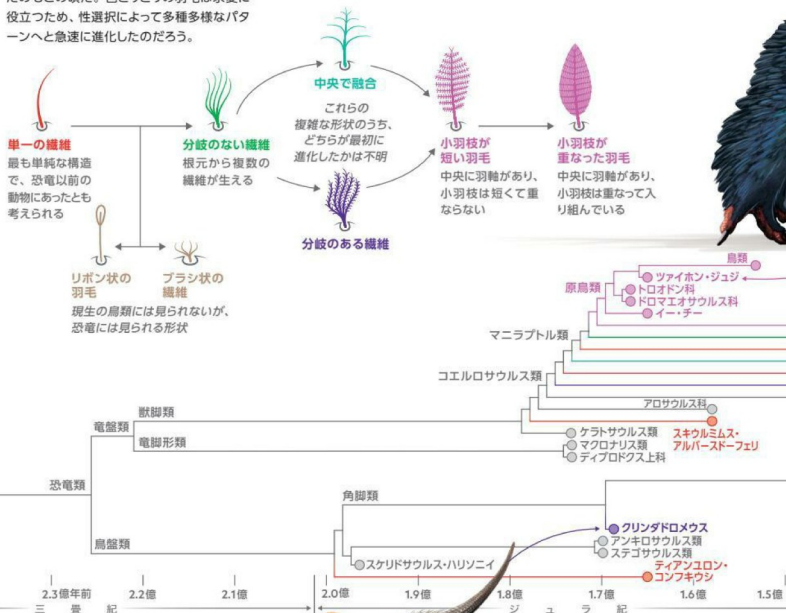 役立つため、性選択によって多種多様なパタ
ーンへと急速に進化したのだろう。
中央で融合
これらの
複雑な形状のうち、
どちらが最初に
進化したかは不明
単一の繊維
最も単純な構造
で、恐竜以前の
動物にあったとも
考えられる
分岐のない繊維
根元から複数の
繊維が生える
小羽枝が
短い羽毛
中央に羽軸があり、
小羽枝は短くて重
ならない
小羽枝が
重なった羽毛
中央に羽軸があり、
小羽枝は重なって入
り組んでいる
分岐のある繊維
リボン状の
羽毛
ブラシ状の
繊維
現生の鳥類には見られないが、
恐竜には見られる形状
鳥類
ツァイホン・ジュジ
原鳥類
トロオドン科
ドロマエオサウルス科
イー・チー
マニラプトル類
コエルロサウルス類
アロサウルス科
獣脚類
竜盤類
竜脚形類
ケラトサウルス類
マクロナリス類
ディプロドクス上科
スキウルミムス・
アルバースドーフェリ
恐竜類
角脚類
クリンダドロメウス
鳥盤類
アンキロサウルス類
ステゴサウルス類
スケリドサウルス・ハリソニイ
ティアンユロン・
コンフキウシ
2.3億年前
2.2億
2.1億
2.0億
1.9億
1.8億
1.7億
1.6億
1.5億
三 畳 紀
ジ ュ ラ 紀